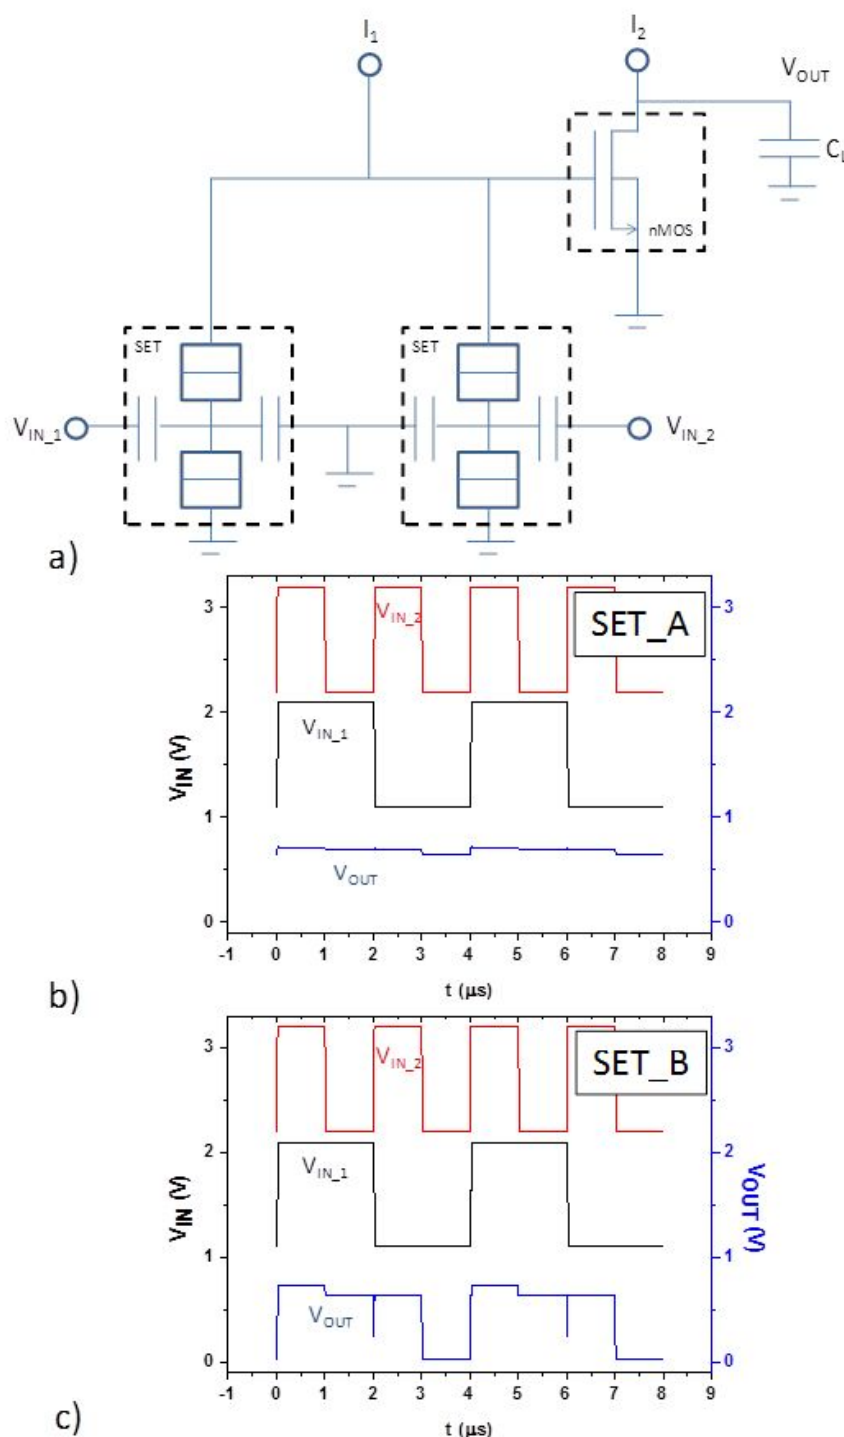 I1 I2
VOUT
CL
nMOS
SET SET
VIN_1 VIN_2
a)
3
2
1
0
VIN (V)
VIN_2
VIN_1
VOUT
SET_A
3
2
1
0
-1 0 1 2 3 4 5 6 7 8 9
t (μs)
b)
3
2
1
0
VIN (V)
VIN_2
VIN_1
VOUT
SET_B
3
2
1
0
VOUT (V)
-1 0 1 2 3 4 5 6 7 8 9
t (μs)
c)